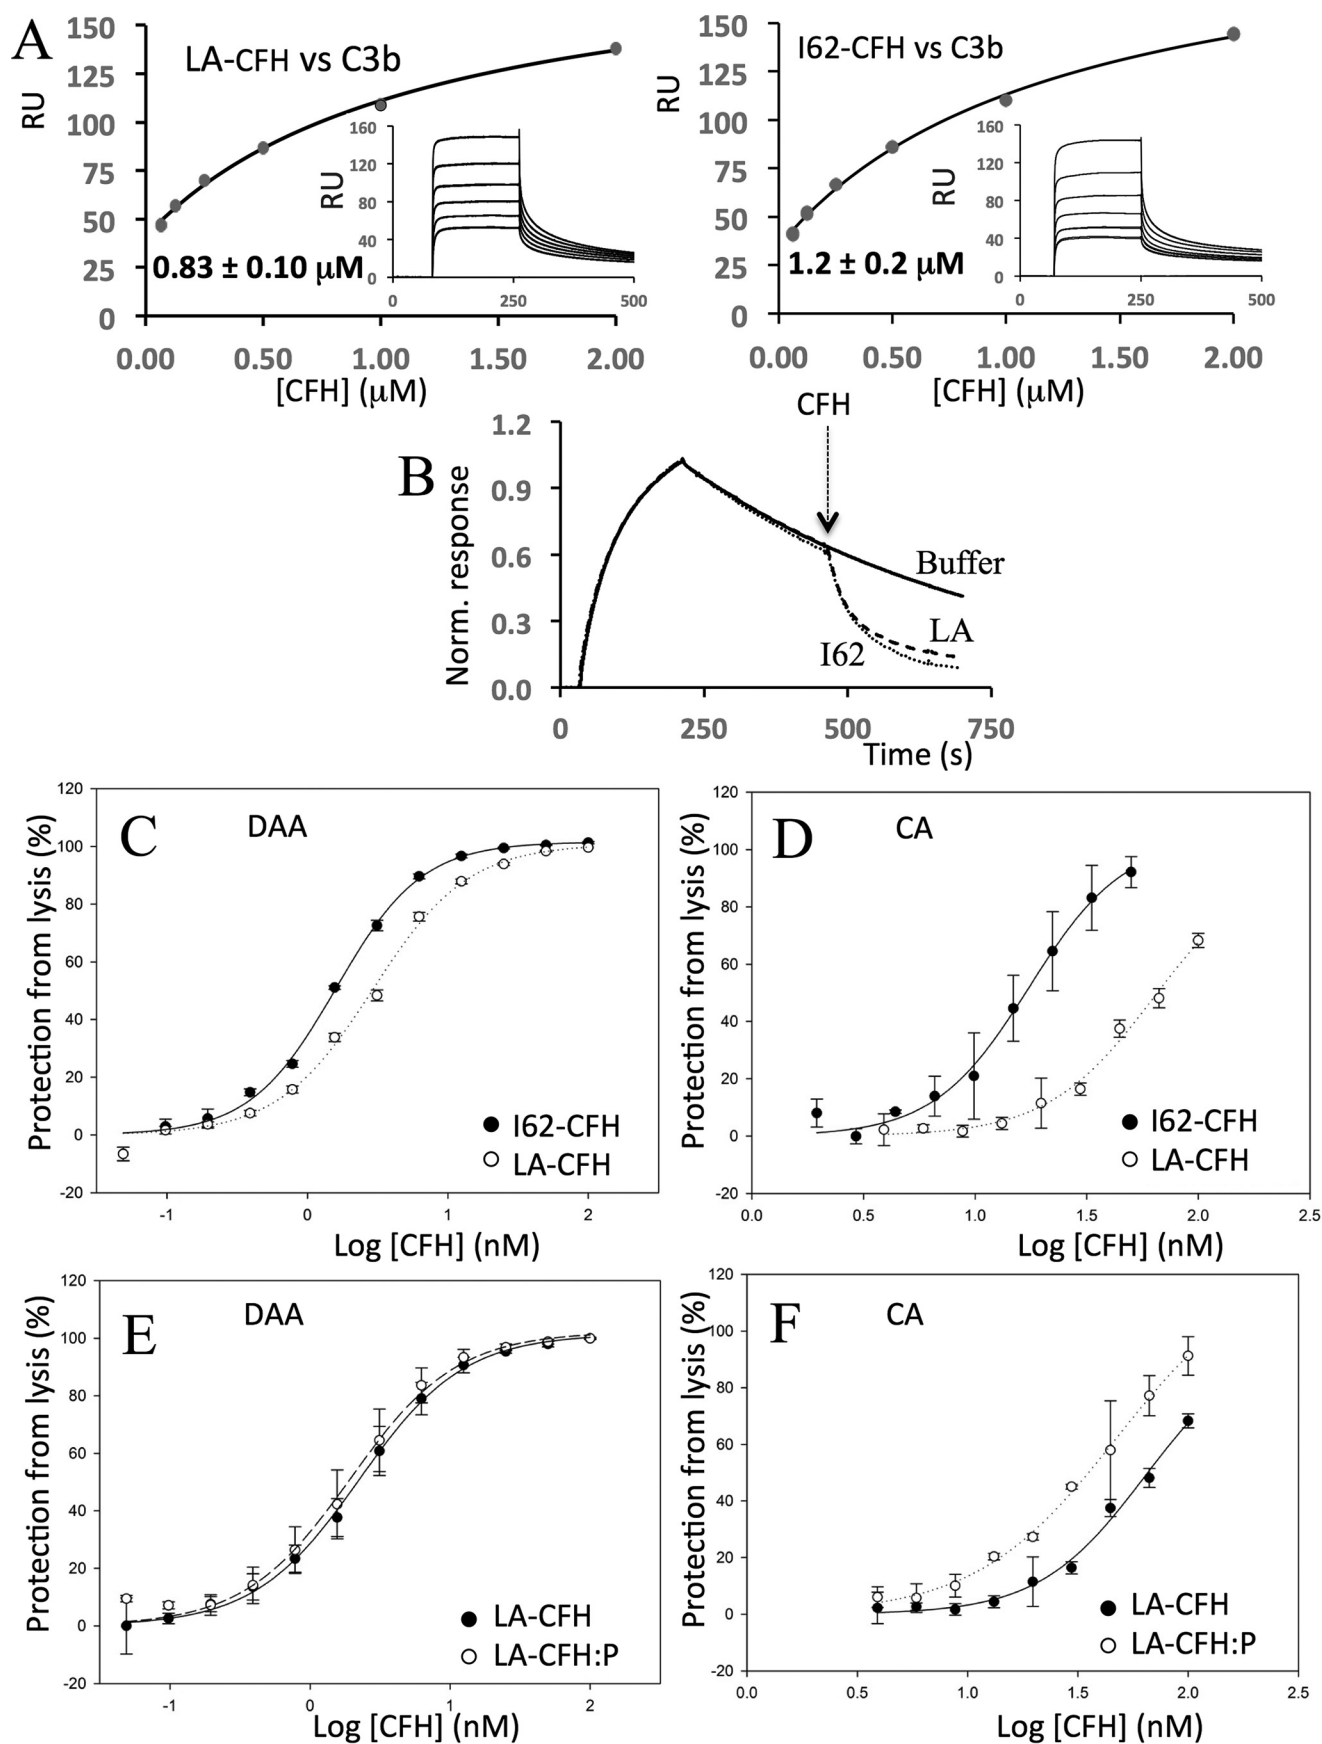 A
LA-CFH vs C3b
RU
150
125
100
75
50
25
0
0.00 0.50 1.00 1.50 2.00
[CFH] (μM)
0.83 ± 0.10 μM
RU
160
120
80
40
0
0 250 500
I62-CFH vs C3b
RU
150
125
100
75
50
25
0
0.00 0.50 1.00 1.50 2.00
[CFH] (μM)
1.2 ± 0.2 μM
RU
160
120
80
40
0
0 250 500
B
CFH
Norm. response
1.2
0.9
0.6
0.3
0.0
Buffer
LA
I62
0 250 500 750
Time (s)
C
DAA
Protection from lysis (%)
120
100
80
60
40
20
0
-20
I62-CFH
LA-CFH
-1 0 1 2
Log [CFH] (nM)
D
CA
Protection from lysis (%)
120
100
80
60
40
20
0
-20
I62-CFH
LA-CFH
0.0 0.5 1.0 1.5 2.0 2.5
Log [CFH] (nM)
E
DAA
Protection from lysis (%)
120
100
80
60
40
20
0
-20
LA-CFH
LA-CFH:P
-1 0 1 2
Log [CFH] (nM)
F
CA
Protection from lysis (%)
120
100
80
60
40
20
0
-20
LA-CFH
LA-CFH:P
0.0 0.5 1.0 1.5 2.0 2.5
Log [CFH] (nM)